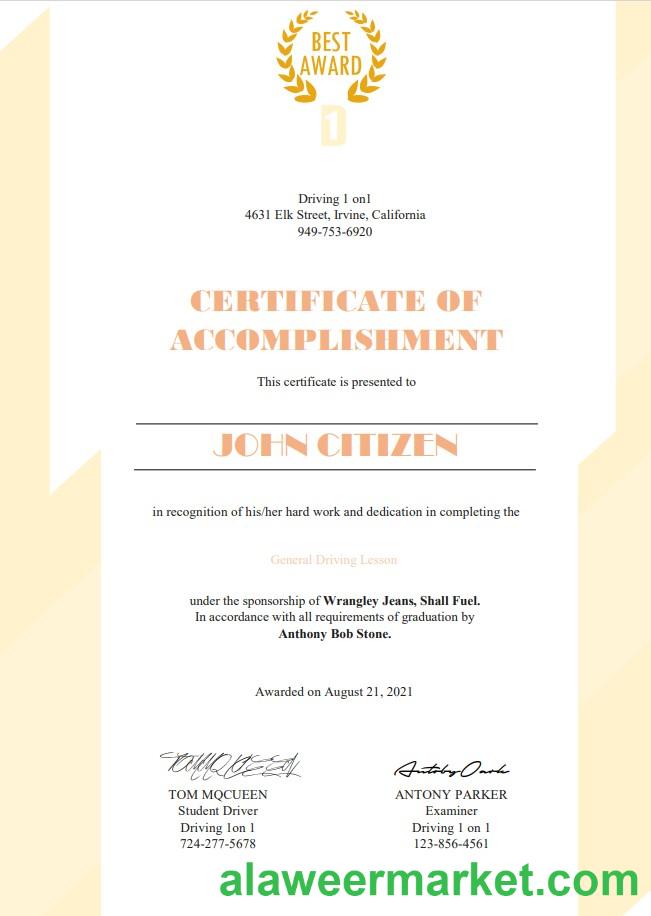 BEST
AWARD
D
1
Driving 1 on1
4631 Elk Street, Irvine, California
949-753-6920
CERTIFICATE OF
ACCOMPLISHMENT
This certificate is presented to
JOHN CITIZEN
in recognition of his/her hard work and dedication in completing the
General Driving Lesson
under the sponsorship of Wrangley Jeans, Shall Fuel.
In accordance with all requirements of graduation by
Anthony Bob Stone.
Awarded on August 21, 2021
TOM MQCUEEN
Student Driver
Driving 1on 1
724-277-5678
ANTONY PARKER
Examiner
Driving 1 on 1
123-856-4561
alaweermarket.com